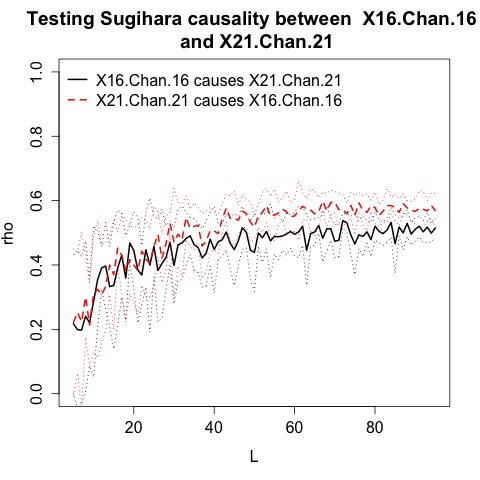 Testing Sugihara causality between  X16.Chan.16
and X21.Chan.21
X16.Chan.16 causes X21.Chan.21
X21.Chan.21 causes X16.Chan.16
1.0
0.8
0.6
0.4
0.2
0.0
rho
20 40 60 80
L